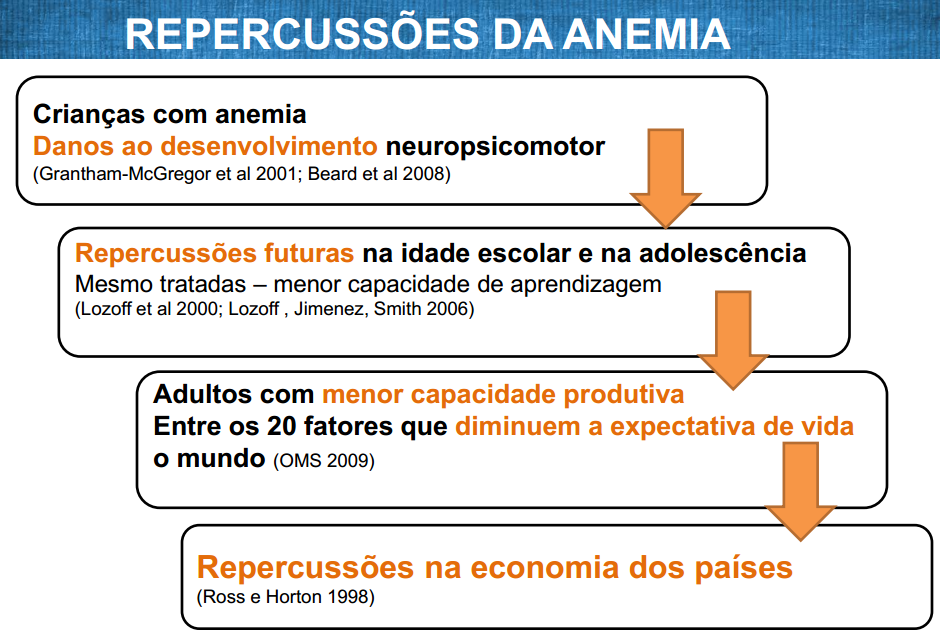 REPERCUSSÕES DA ANEMIA
Crianças com anemia
Danos ao desenvolvimento neuropsicomotor
(Grantham-McGregor et al 2001; Beard et al 2008)
Repercussões futuras na idade escolar e na adolescência
Mesmo tratadas – menor capacidade de aprendizagem
(Lozoff et al 2000; Lozoff , Jimenez, Smith 2006)
Adultos com menor capacidade produtiva
Entre os 20 fatores que diminuem a expectativa de vida
o mundo (OMS 2009)
Repercussões na economia dos países
(Ross e Horton 1998)